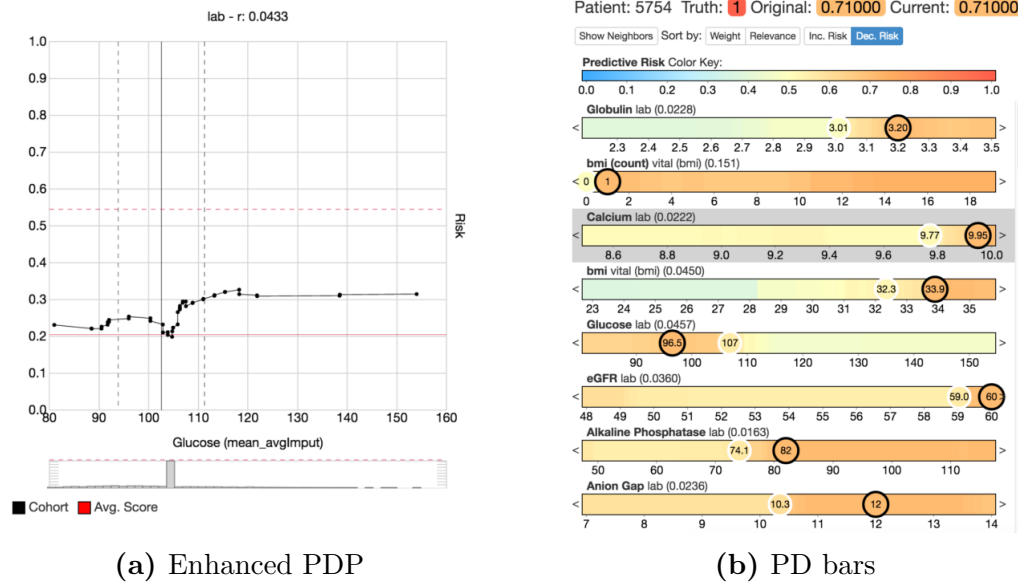 lab - r: 0.0433
1.0
0.9
0.8
0.7
0.6
0.5
0.4
0.3
0.2
0.1
0.0
80 90 100 110 120 130 140 150 160
Risk
Glucose (mean_avgImput)
Cohort Avg. Score
(a) Enhanced PDP
Patient: 5754 Truth: 1 Original: 0.71000 Current: 0.71000
Show Neighbors Sort by: Weight Relevance Inc. Risk Dec. Risk
Predictive Risk Color Key:
0.0 0.1 0.2 0.3 0.4 0.5 0.6 0.7 0.8 0.9 1.0
Globulin lab (0.0228)
< 3.01 3.20 >
2.3 2.4 2.5 2.6 2.7 2.8 2.9 3.0 3.1 3.2 3.3 3.4 3.5
bmi (count) vital (bmi) (0.151)
< 0 1 >
0 2 4 6 8 10 12 14 16 18
Calcium lab (0.0222)
< 9.77 9.95 >
8.6 8.8 9.0 9.2 9.4 9.6 9.8 10.0
bmi vital (bmi) (0.0450)
< 32.3 33.9 >
23 24 25 26 27 28 29 30 31 32 33 34 35
Glucose lab (0.0457)
< 96.5 107 >
90 100 110 120 130 140 150
eGFR lab (0.0360)
< 59.0 60 >
48 49 50 51 52 53 54 55 56 57 58 59 60
Alkaline Phosphatase lab (0.0163)
< 74.1 82 >
50 60 70 80 90 100 110
Anion Gap lab (0.0236)
< 10.3 12 >
7 8 9 10 11 12 13 14
(b) PD bars